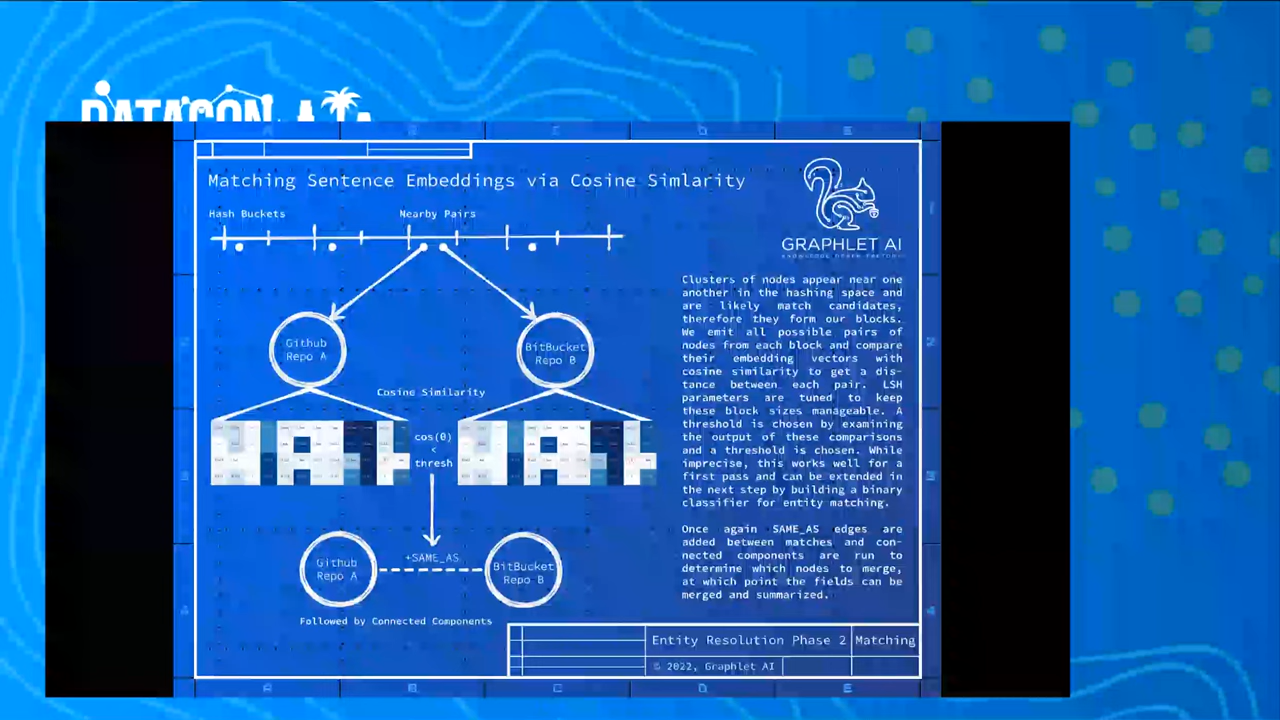 DATACON LA
Matching Sentence Embeddings via Cosine Simlarity
Hash Buckets
Nearby Pairs
GRAPHLET AI
Github
Repo A
BitBucket
Repo B
Cosine Similarity
cos(θ)
<
thresh
+SAME_AS
Github
Repo A
BitBucket
Repo B
Followed by Connected Components
Clusters of nodes appear near one
another in the hashing space and
are likely match candidates,
therefore they form our blocks.
We emit all possible pairs of
nodes from each block and compare
their embedding vectors with
cosine similarity to get a dis-
tance between each pair. LSH
parameters are tuned to keep
these block sizes manageable. A
threshold is chosen by examining
the output of these comparisons
and a threshold is chosen. While
imprecise, this works well for a
first pass and can be extended in
the next step by building a binary
classifier for entity matching.
Once again SAME_AS edges are
added between matches and con-
nected components are run to
determine which nodes to merge,
at which point the fields can be
merged and summarized.
Entity Resolution Phase 2
Matching
© 2022, Graphlet AI